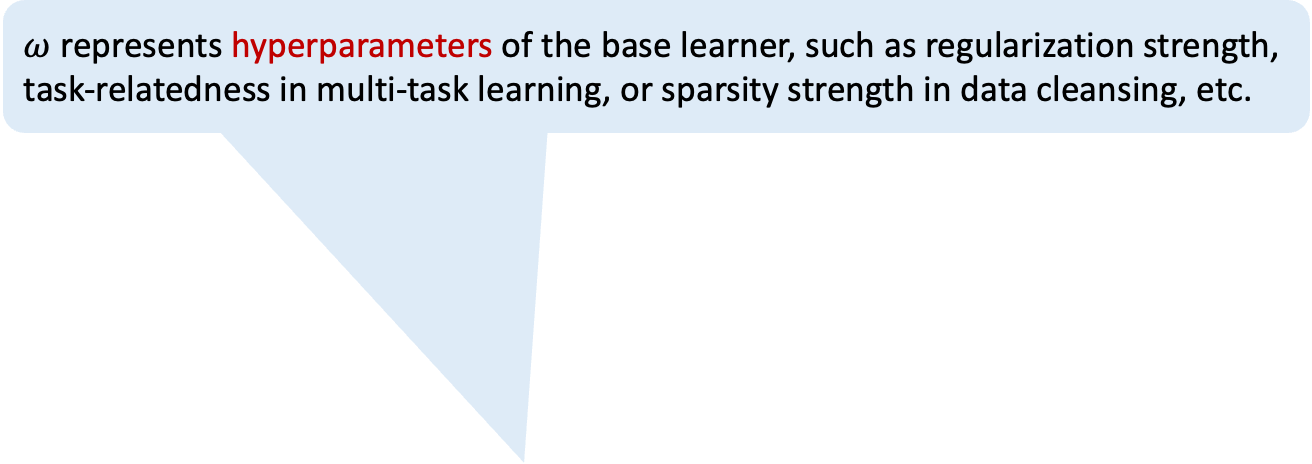 ω represents hyperparameters of the base learner, such as regularization strength,
task-relatedness in multi-task learning, or sparsity strength in data cleansing, etc.